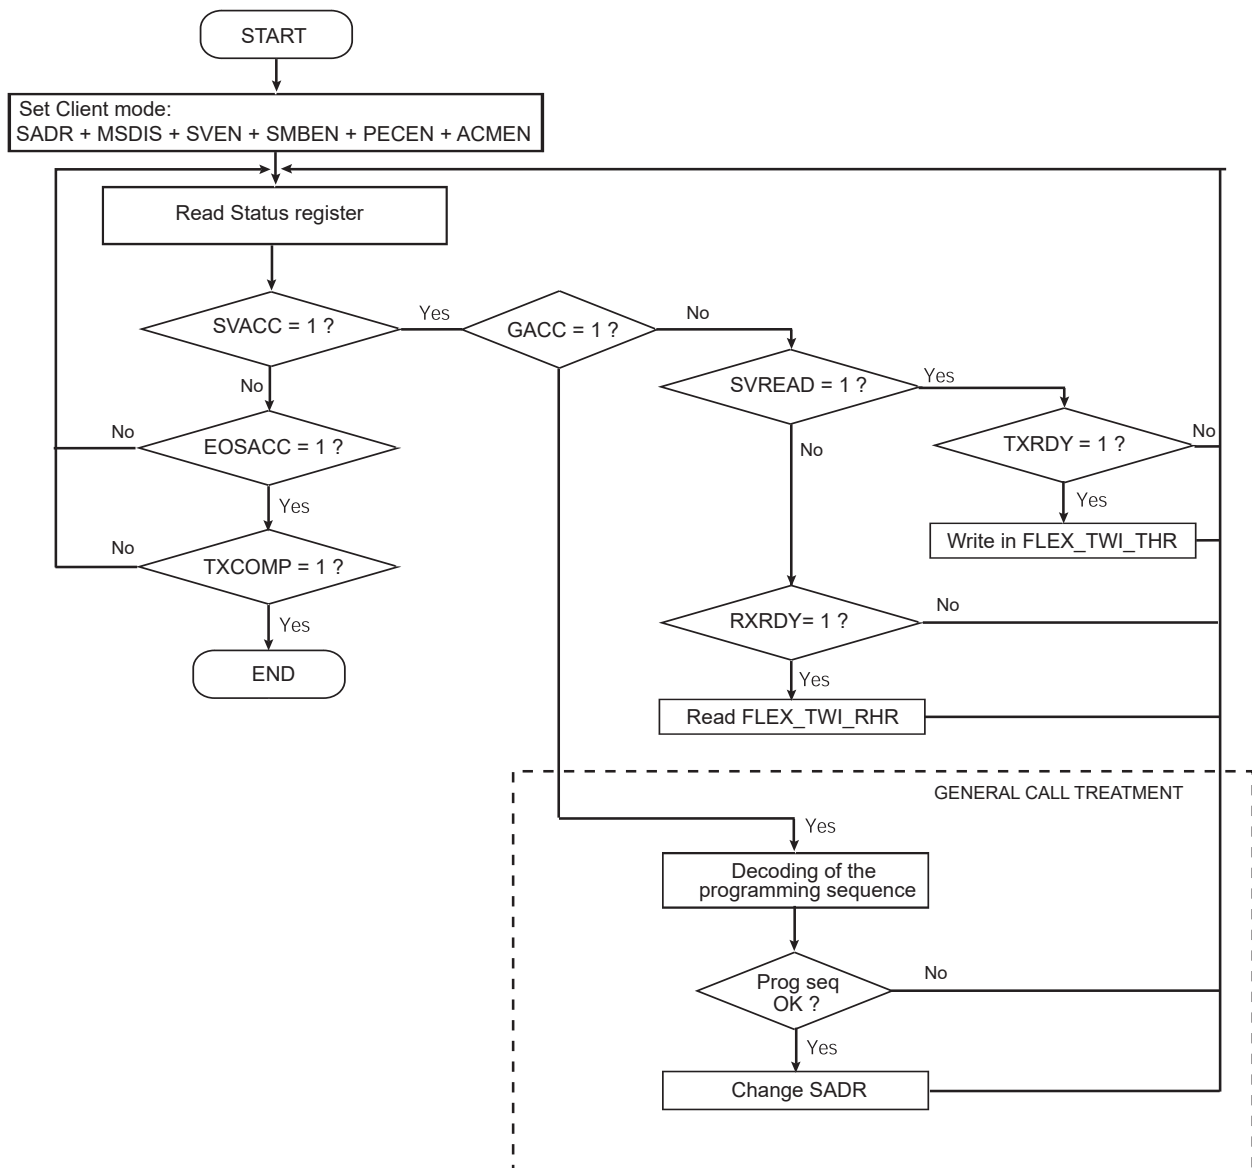 START
Set Client mode:
SADR + MSDIS + SVEN + SMBEN + PECEN + ACMEN
Read Status register
SVACC = 1 ?
Yes
GACC = 1 ?
No
SVREAD = 1 ?
Yes
No
EOSACC = 1 ?
No
TXRDY = 1 ?
No
No
Yes
Yes
Write in FLEX_TWI_THR
TXCOMP = 1 ?
No
Yes
RXRDY= 1 ?
No
END
Yes
Read FLEX_TWI_RHR
GENERAL CALL TREATMENT
Yes
Decoding of the
programming sequence
Prog seq
OK ?
No
Yes
Change SADR